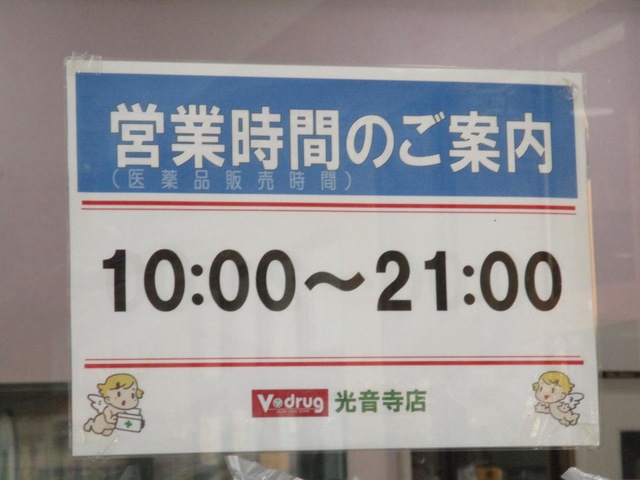 営業時間のご案内
(医薬品販売時間)
10:00～21:00
V・drug 光音寺店